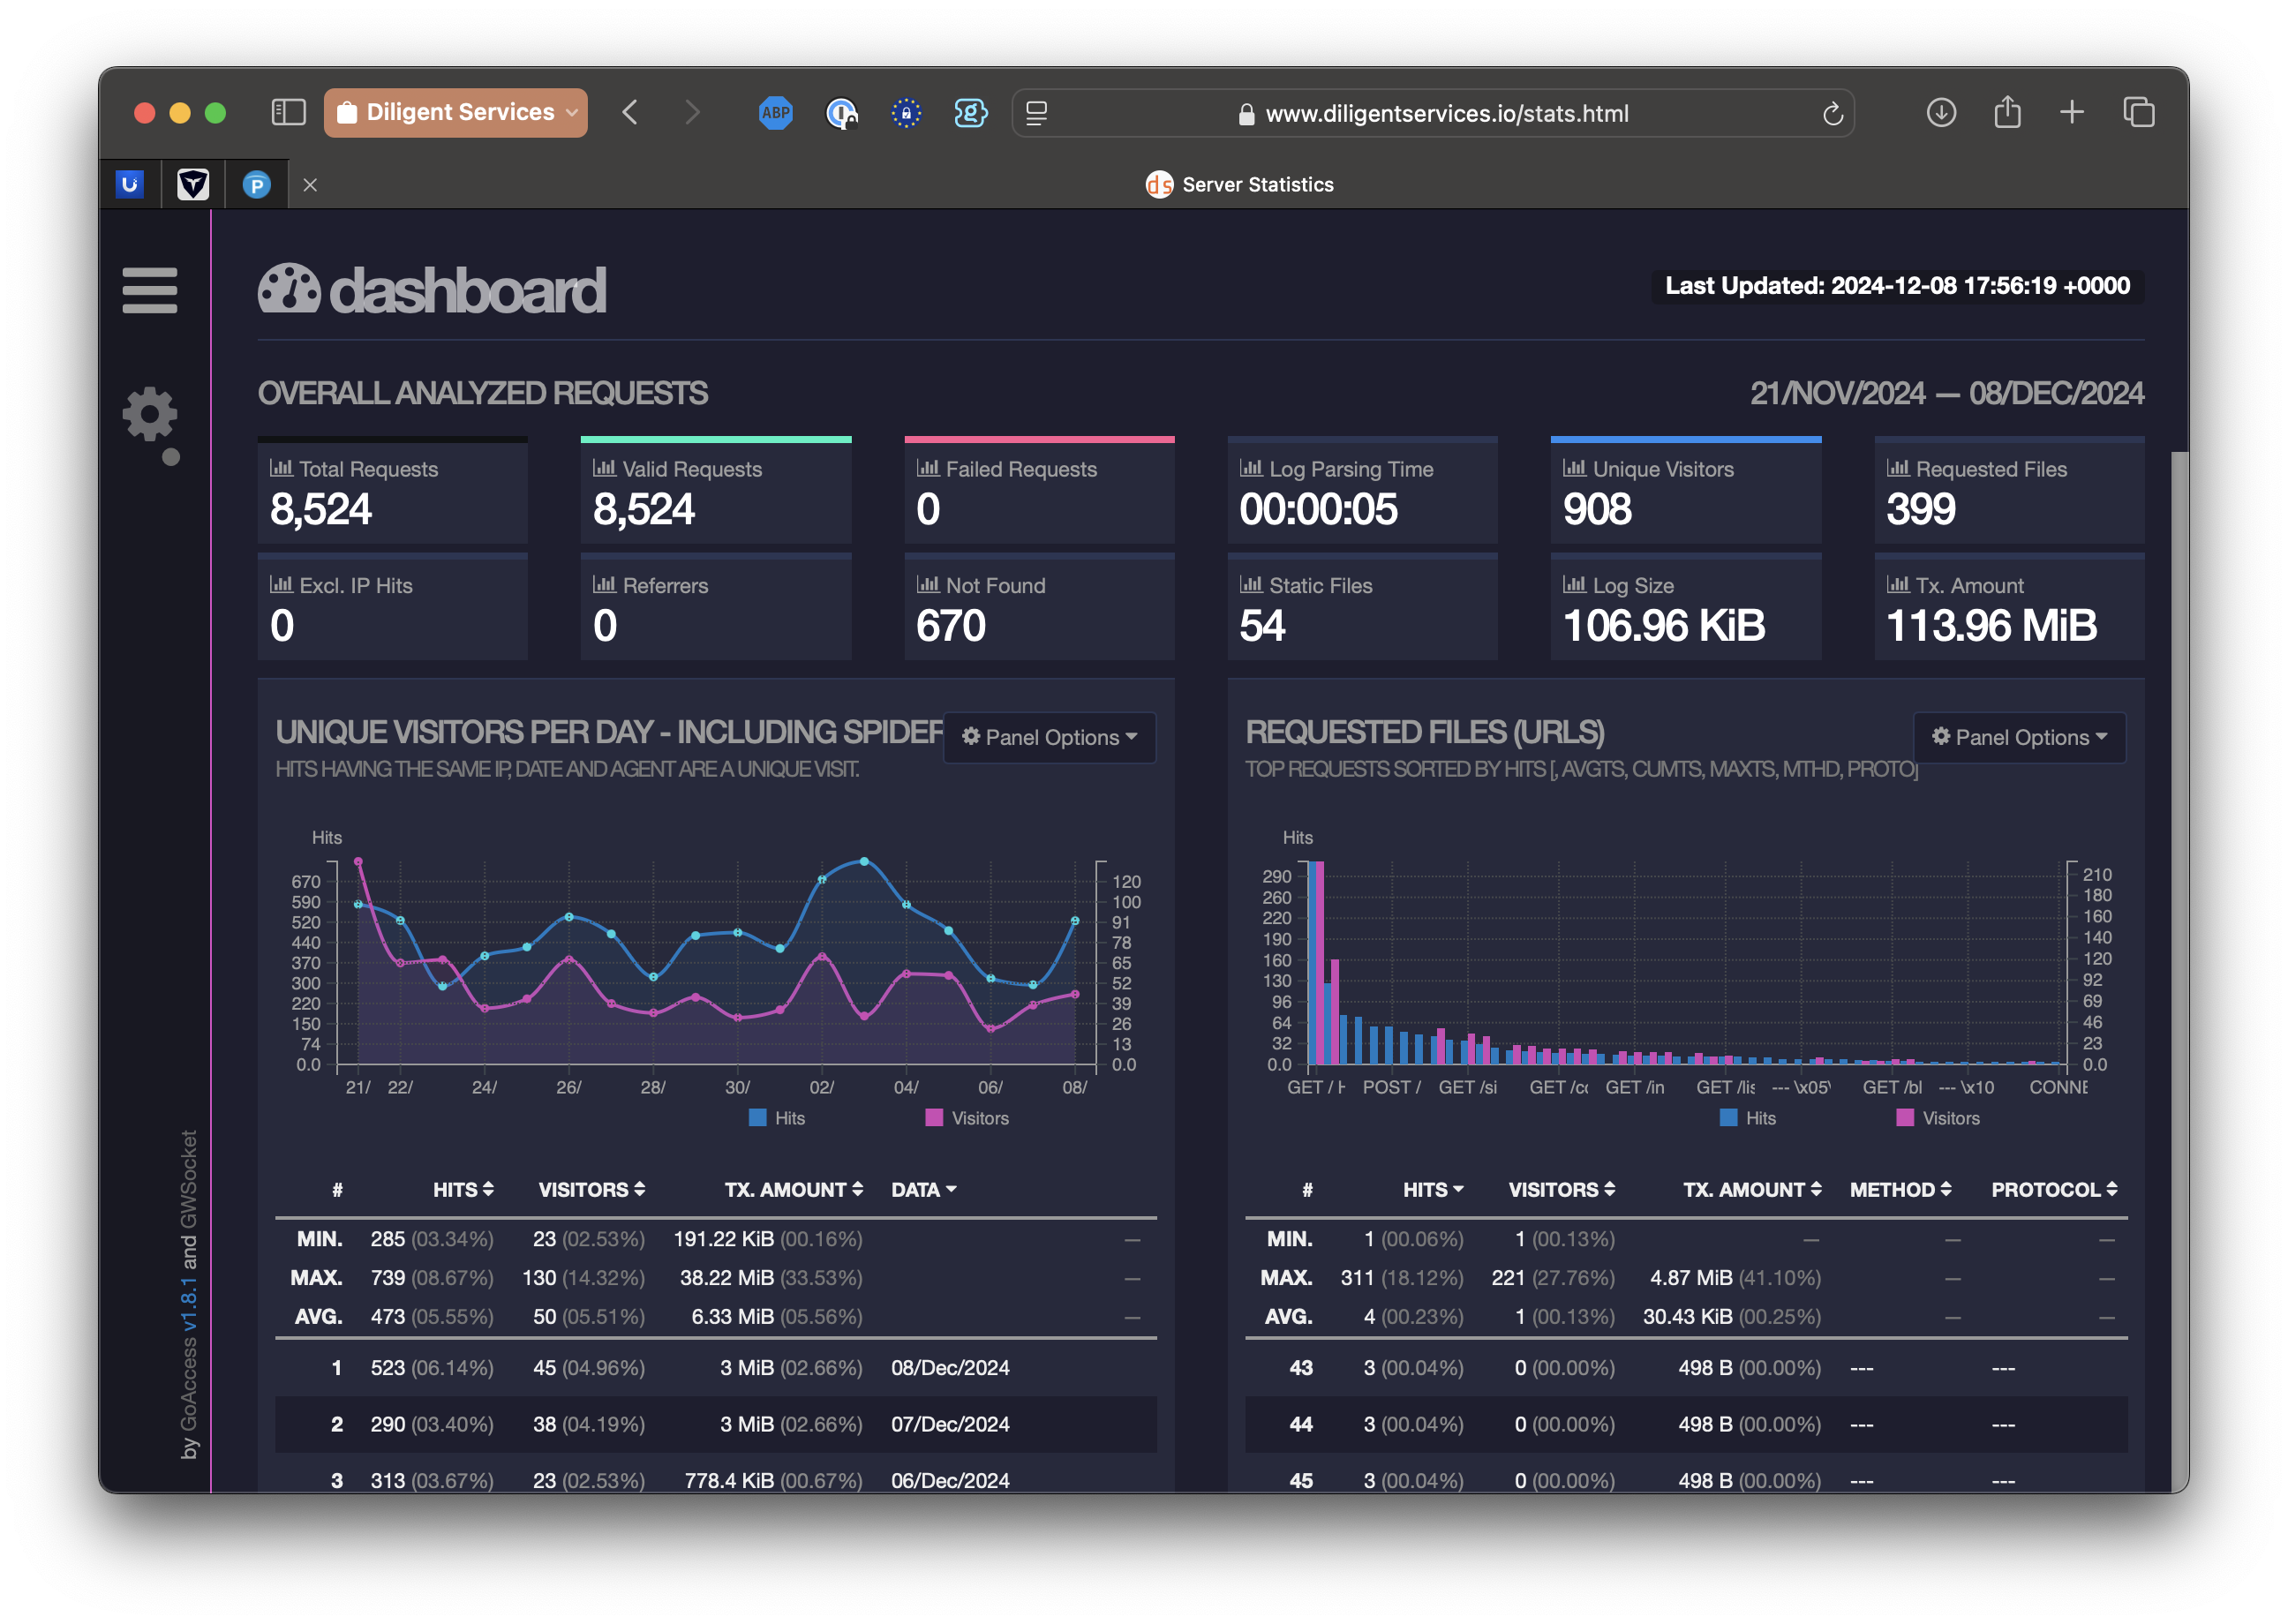 Diligent Services
ABP
www.diligentservices.io/stats.html
ds Server Statistics
dashboard
Last Updated: 2024-12-08 17:56:19 +0000
OVERALL ANALYZED REQUESTS
21/NOV/2024 — 08/DEC/2024
Total Requests
8,524
Valid Requests
8,524
Failed Requests
0
Log Parsing Time
00:00:05
Unique Visitors
908
Requested Files
399
Excl. IP Hits
0
Referrers
0
Not Found
670
Static Files
54
Log Size
106.96 KiB
Tx. Amount
113.96 MiB
UNIQUE VISITORS PER DAY - INCLUDING SPIDER
Panel Options
HITS HAVING THE SAME IP, DATE AND AGENT ARE A UNIQUE VISIT.
Hits
670 120
590 100
520 91
440 78
370 65
300 52
220 39
150 26
74 13
0.0 0.0
21/ 22/ 24/ 26/ 28/ 30/ 02/ 04/ 06/ 08/
Hits Visitors
# HITS VISITORS TX. AMOUNT DATA
MIN. 285 (03.34%) 23 (02.53%) 191.22 KiB (00.16%) —
MAX. 739 (08.67%) 130 (14.32%) 38.22 MiB (33.53%) —
AVG. 473 (05.55%) 50 (05.51%) 6.33 MiB (05.56%) —
1 523 (06.14%) 45 (04.96%) 3 MiB (02.66%) 08/Dec/2024
2 290 (03.40%) 38 (04.19%) 3 MiB (02.66%) 07/Dec/2024
3 313 (03.67%) 23 (02.53%) 778.4 KiB (00.67%) 06/Dec/2024
REQUESTED FILES (URLS)
Panel Options
TOP REQUESTS SORTED BY HITS [, AVGTS, CUMTS, MAXTS, MTHD, PROTO]
Hits
290 210
260 180
220 160
190 140
160 120
130 92
96 69
64 46
32 23
0.0 0.0
GET / POST / GET /si GET /co GET /in GET /lis --- \x05\ GET /bl --- \x10 CONNE
Hits Visitors
# HITS VISITORS TX. AMOUNT METHOD PROTOCOL
MIN. 1 (00.06%) 1 (00.13%) — — —
MAX. 311 (18.12%) 221 (27.76%) 4.87 MiB (41.10%) — —
AVG. 4 (00.23%) 1 (00.13%) 30.43 KiB (00.25%) — —
43 3 (00.04%) 0 (00.00%) 498 B (00.00%) --- ---
44 3 (00.04%) 0 (00.00%) 498 B (00.00%) --- ---
45 3 (00.04%) 0 (00.00%) 498 B (00.00%) --- ---
by GoAccess v1.8.1 and GWSocket